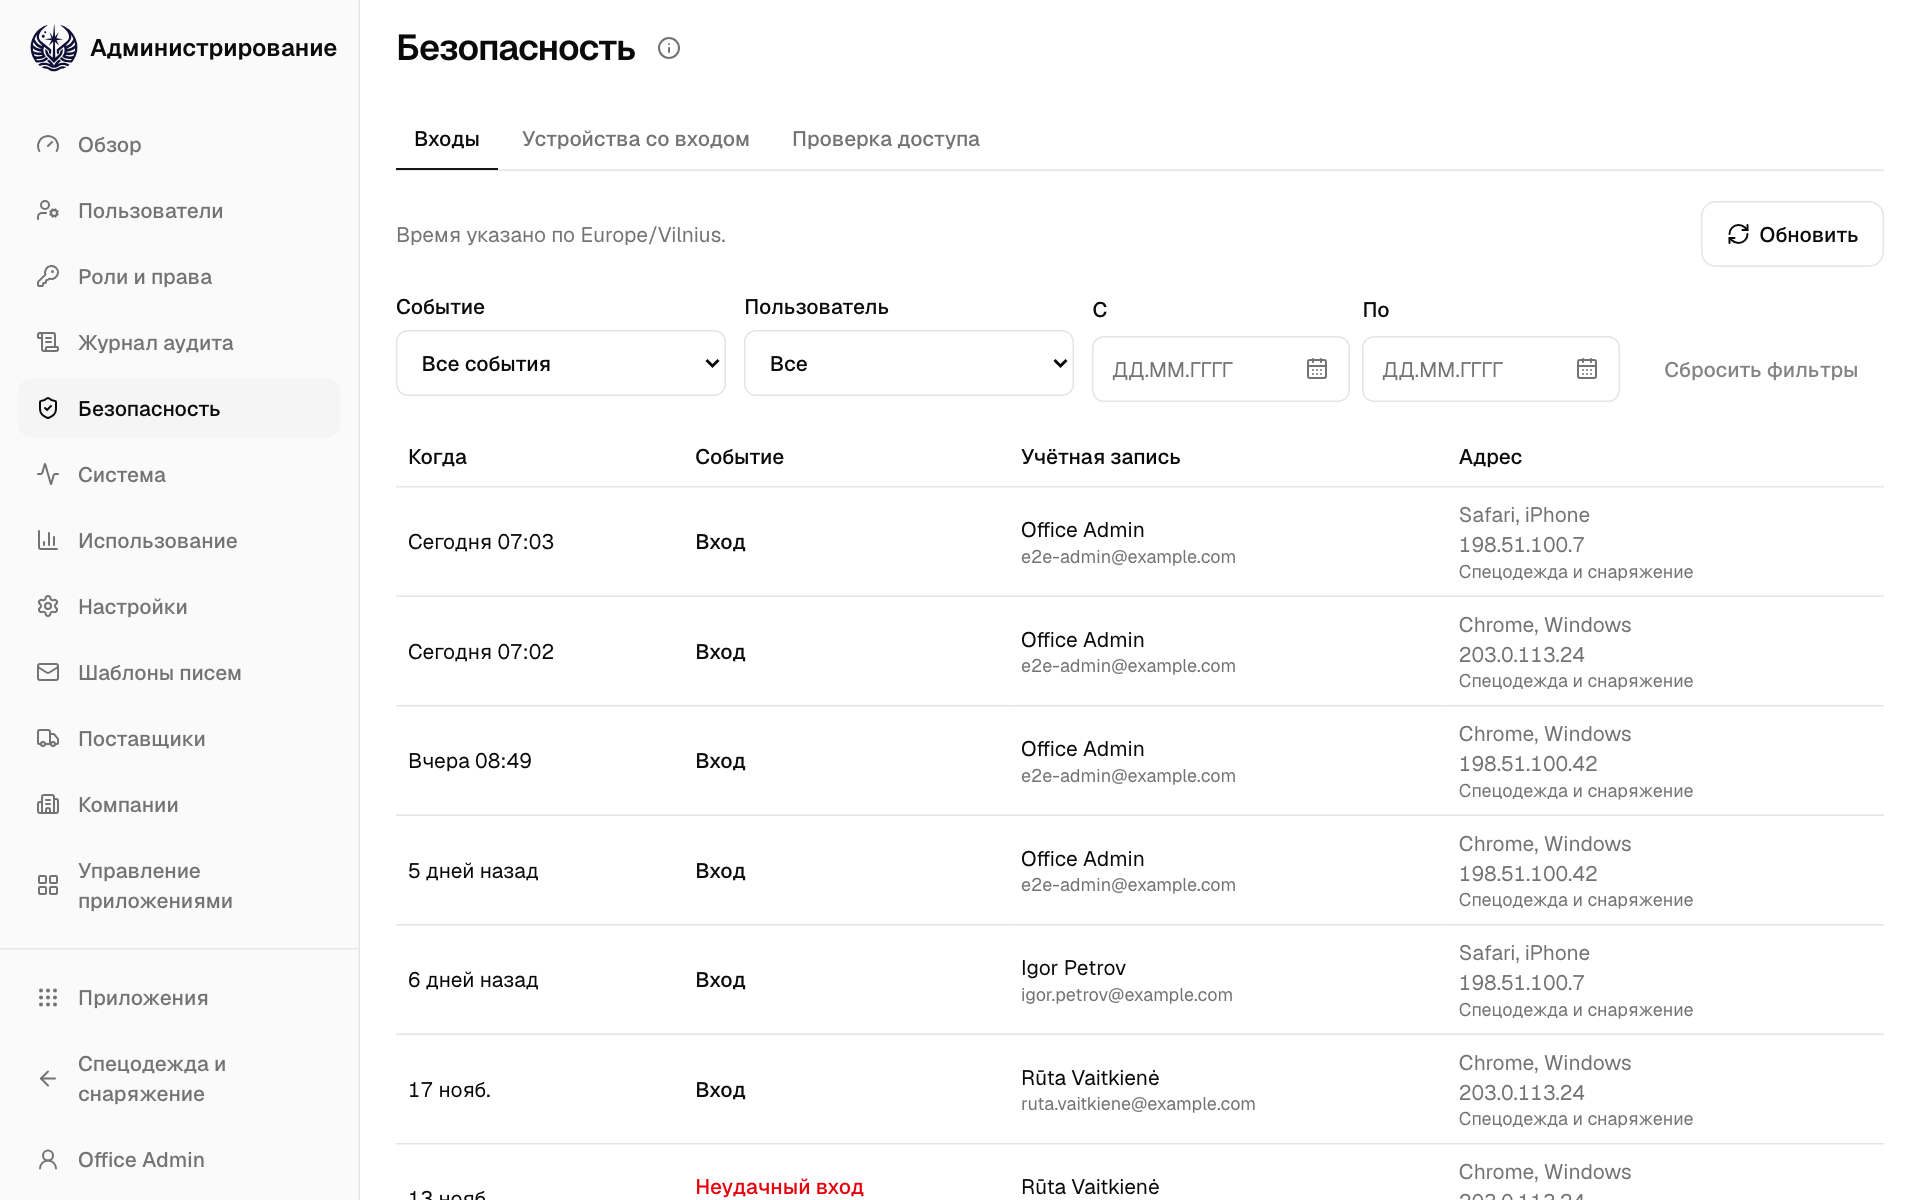 Администрирование
Обзор
Пользователи
Роли и права
Журнал аудита
Безопасность
Система
Использование
Настройки
Шаблоны писем
Поставщики
Компании
Управление
приложениями
Приложения
Спецодежда и
снаряжение
Office Admin
Безопасность
Входы Устройства со входом Проверка доступа
Время указано по Europe/Vilnius.
Обновить
Событие Пользователь С По
Все события Все ДД.ММ.ГГГГ ДД.ММ.ГГГГ Сбросить фильтры
Когда Событие Учётная запись Адрес
Сегодня 07:03 Вход Office Admin
e2e-admin@example.com
Safari, iPhone
198.51.100.7
Спецодежда и снаряжение
Сегодня 07:02 Вход Office Admin
e2e-admin@example.com
Chrome, Windows
203.0.113.24
Спецодежда и снаряжение
Вчера 08:49 Вход Office Admin
e2e-admin@example.com
Chrome, Windows
198.51.100.42
Спецодежда и снаряжение
5 дней назад Вход Office Admin
e2e-admin@example.com
Chrome, Windows
198.51.100.42
Спецодежда и снаряжение
6 дней назад Вход Igor Petrov
igor.petrov@example.com
Safari, iPhone
198.51.100.7
Спецодежда и снаряжение
17 нояб. Вход Rūta Vaitkienė
ruta.vaitkiene@example.com
Chrome, Windows
203.0.113.24
Спецодежда и снаряжение
13 нояб. Неудачный вход Rūta Vaitkienė
Chrome, Windows
203.0.113.24